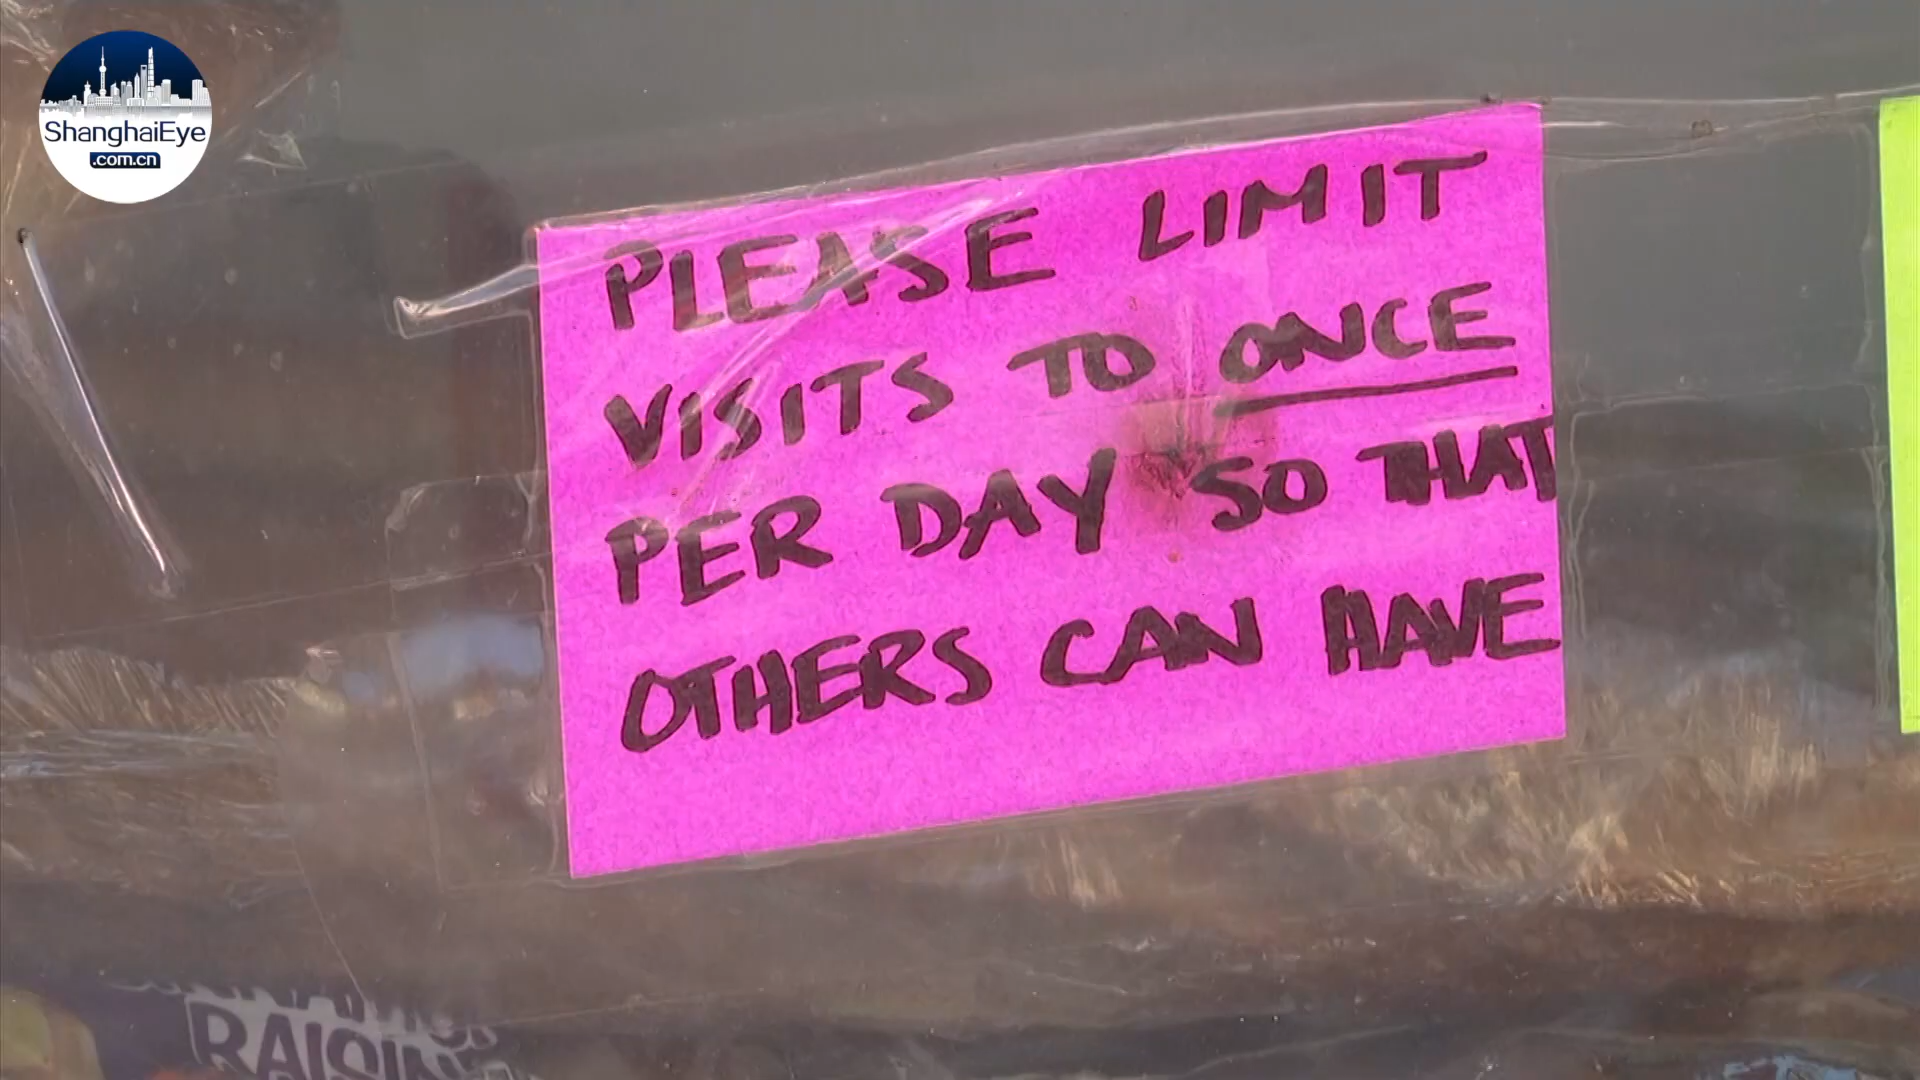 ShanghaiEye
.com.cn
PLEASE LIMIT
VISITS TO ONCE
PER DAY SO THAT
OTHERS CAN HAVE
RAISIN